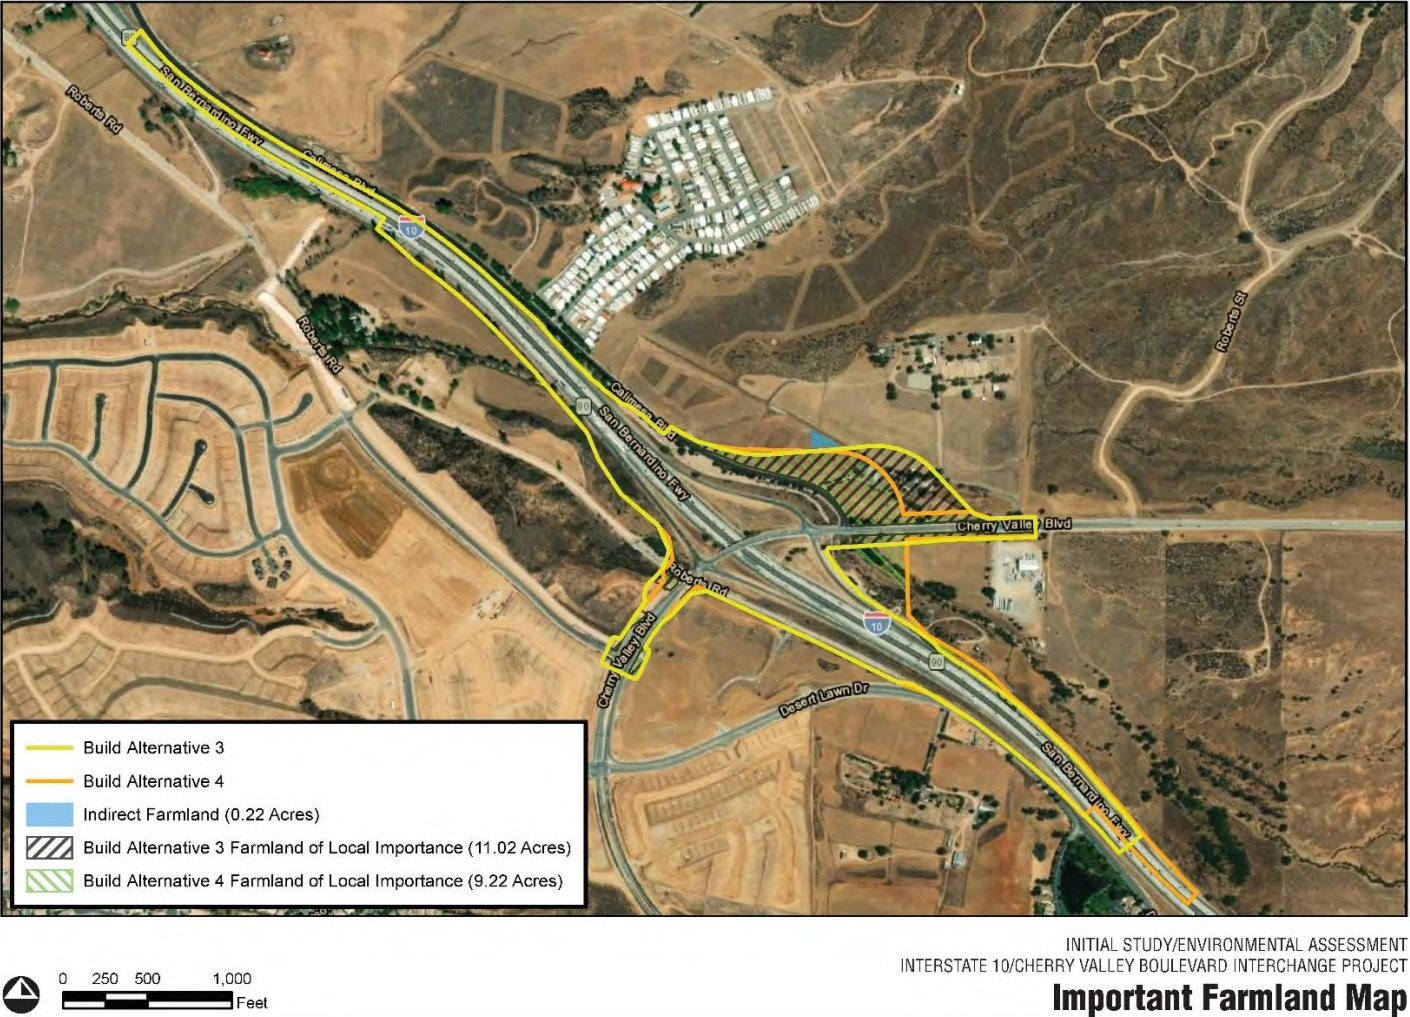 90
San Bernardino Fwy
Roberts Rd
Calimesa Blvd
10
Roberts St
Roberts Rd
Calimesa Blvd
90
San Bernardino Fwy
Cherry Valley Blvd
Roberts Rd
10
Cherry Valley Blvd
90
Desert Lawn Dr
San Bernardino Fwy
Build Alternative 3
Build Alternative 4
Indirect Farmland (0.22 Acres)
Build Alternative 3 Farmland of Local Importance (11.02 Acres)
Build Alternative 4 Farmland of Local Importance (9.22 Acres)
INITIAL STUDY/ENVIRONMENTAL ASSESSMENT
INTERSTATE 10/CHERRY VALLEY BOULEVARD INTERCHANGE PROJECT
Important Farmland Map
0 250 500 1,000
Feet